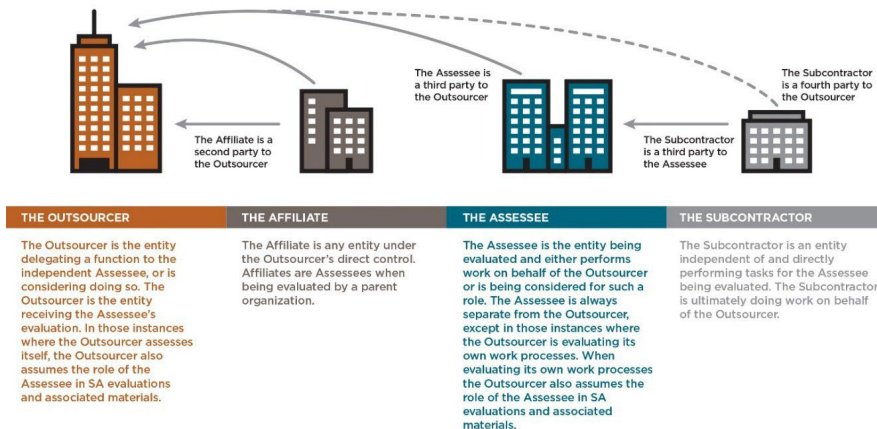 The Assessee is
a third party to
the Outsourcer
The Subcontractor
is a fourth party to
the Outsourcer
The Affiliate is a
second party to
the Outsourcer
The Subcontractor
is a third party to
the Assessee
THE OUTSOURCER
The Outsourcer is the entity
delegating a function to the
independent Assessee, or is
considering doing so. The
Outsourcer is the entity
receiving the Assessee's
evaluation. In those instances
where the Outsourcer assesses
itself, the Outsourcer also
assumes the role of the
Assessee in SA evaluations
and associated materials.
THE AFFILIATE
The Affiliate is any entity under
the Outsourcer's direct control.
Affiliates are Assessees when
being evaluated by a parent
organization.
THE ASSESSEE
The Assessee is the entity being
evaluated and either performs
work on behalf of the Outsourcer
or is being considered for such a
role. The Assessee is always
separate from the Outsourcer,
except in those instances where
the Outsourcer is evaluating its
own work processes. When
evaluating its own work processes
the Outsourcer also assumes the
role of the Assessee in SA
evaluations and associated
materials.
THE SUBCONTRACTOR
The Subcontractor is an entity
independent of and directly
performing tasks for the Assessee
being evaluated. The Subcontractor
is ultimately doing work on behalf
of the Outsourcer.